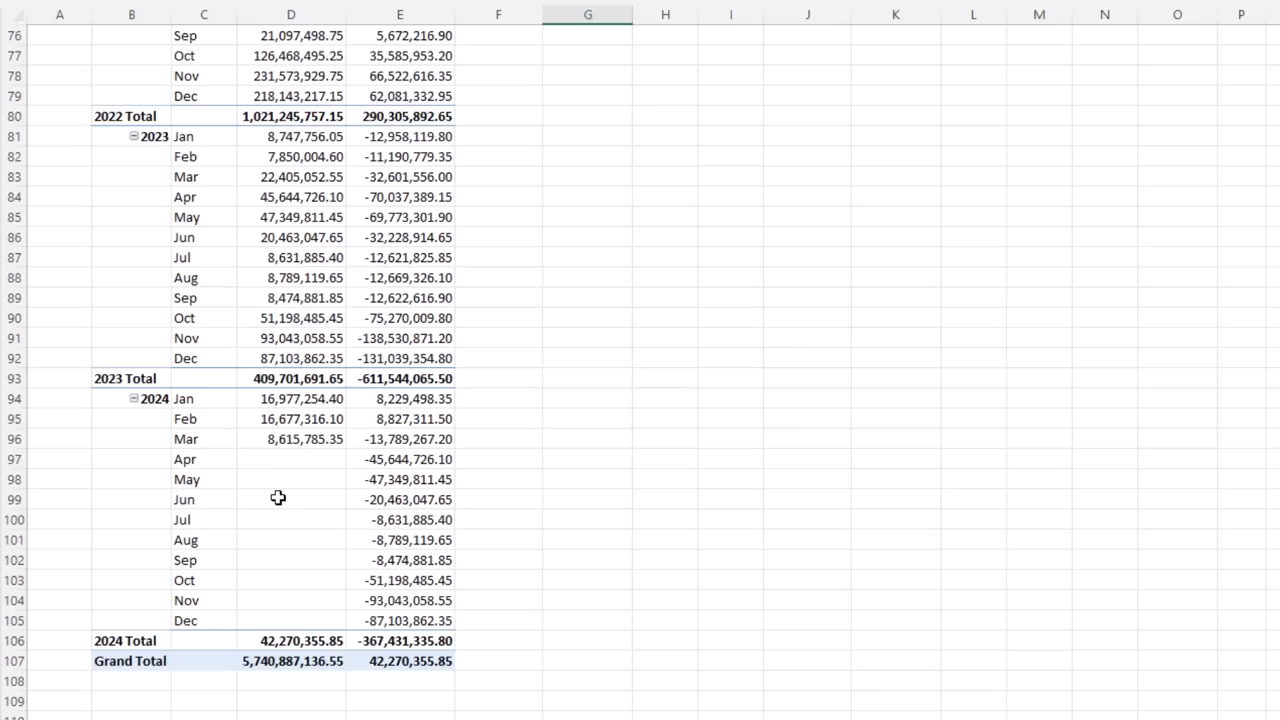 A B C D E F G H I J K L M N O P
76 Sep 21,097,498.75 5,672,216.90
77 Oct 126,468,495.25 35,585,953.20
78 Nov 231,573,929.75 66,522,616.35
79 Dec 218,143,217.15 62,081,332.95
80 2022 Total 1,021,245,757.15 290,305,892.65
81 2023 Jan 8,747,756.05 -12,958,119.80
82 Feb 7,850,004.60 -11,190,779.35
83 Mar 22,405,052.55 -32,601,556.00
84 Apr 45,644,726.10 -70,037,389.15
85 May 47,349,811.45 -69,773,301.90
86 Jun 20,463,047.65 -32,228,914.65
87 Jul 8,631,885.40 -12,621,825.85
88 Aug 8,789,119.65 -12,669,326.10
89 Sep 8,474,881.85 -12,622,616.90
90 Oct 51,198,485.45 -75,270,009.80
91 Nov 93,043,058.55 -138,530,871.20
92 Dec 87,103,862.35 -131,039,354.80
93 2023 Total 409,701,691.65 -611,544,065.50
94 2024 Jan 16,977,254.40 8,229,498.35
95 Feb 16,677,316.10 8,827,311.50
96 Mar 8,615,785.35 -13,789,267.20
97 Apr -45,644,726.10
98 May -47,349,811.45
99 Jun -20,463,047.65
100 Jul -8,631,885.40
101 Aug -8,789,119.65
102 Sep -8,474,881.85
103 Oct -51,198,485.45
104 Nov -93,043,058.55
105 Dec -87,103,862.35
106 2024 Total 42,270,355.85 -367,431,335.80
107 Grand Total 5,740,887,136.55 42,270,355.85
108
109